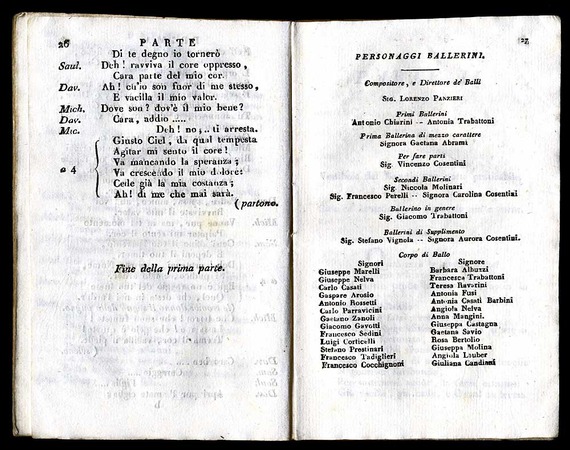 26
PARTE
Di te degno io tornerò
Saul. Deh! ravviva il core oppresso,
Cara parte del mio cor.
Dav. Ah! ch'io son fuor di me stesso,
E vacilla il mio valor.
Mich. Dove son? dov'è il mio bene?
Dav. Cara, addio .....
Mic. Deh! no;.. ti arresta.
Giusto Ciel, da qual tempesta
Agitar mi sento il core!
Va mancando la speranza;
a 4 Va crescendo il mio dolore:
Cede già la mia costanza;
Ah! di me che mai sarà.
(partono.
Fine della prima parte.
27
PERSONAGGI BALLERINI.
Compositore, e Direttore de' Balli
Sig. Lorenzo Panzieri
Primi Ballerini
Antonio Chiarini -- Antonia Trabattoni
Prima Ballerina di mezzo carattere
Signora Gaetana Abrami
Per fare parti
Sig. Vincenzo Cosentini
Secondi Ballerini
Sig. Niccola Molinari
Sig. Francesco Perelli -- Signora Carolina Cosentini
Ballerino in genere
Sig. Giacomo Trabattoni
Ballerini di Supplimento
Sig. Stefano Vignola -- Signora Aurora Cosentini.
Corpo di Ballo
Signori Signore
Giuseppe Marelli Barbara Albuzzi
Giuseppe Nelva Francesca Trabattoni
Carlo Casati Teresa Ravarini
Gaspare Arosio Antonia Fusi
Antonio Rossetti Antonia Casati Barbini
Carlo Parravicini Angiola Nelva
Gaetano Zanoli Anna Mangini.
Giacomo Gavotti Giuseppa Castagna
Francesco Sedini Gaetana Savio
Luigi Corticelli Rosa Bertolio
Stefano Prestinari Giuseppa Molina
Francesco Tadiglieri Angiola Lauber
Francesco Cocchignoni Giuliana Candiani